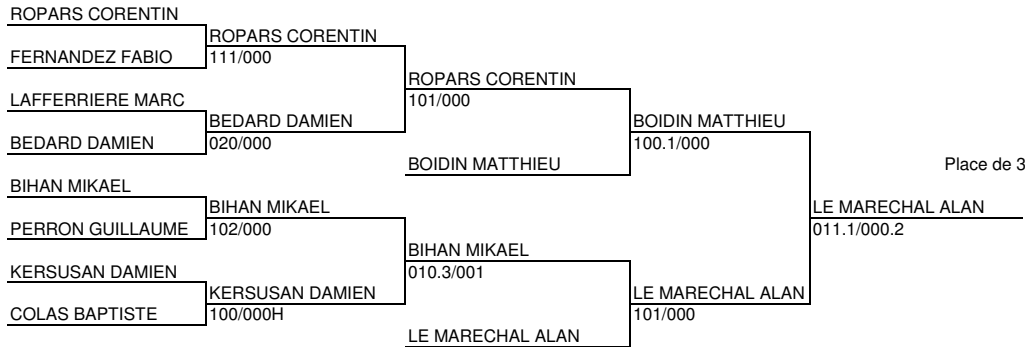 ROPARS CORENTIN
ROPARS CORENTIN
FERNANDEZ FABIO
111/000
ROPARS CORENTIN
LAFFERRIERE MARC
101/000
BEDARD DAMIEN
BOIDIN MATTHIEU
BEDARD DAMIEN
020/000
100.1/000
BOIDIN MATTHIEU
Place de 3
BIHAN MIKAEL
BIHAN MIKAEL
LE MARECHAL ALAN
PERRON GUILLAUME
102/000
011.1/000.2
BIHAN MIKAEL
KERSUSAN DAMIEN
010.3/001
KERSUSAN DAMIEN
LE MARECHAL ALAN
COLAS BAPTISTE
100/000H
101/000
LE MARECHAL ALAN